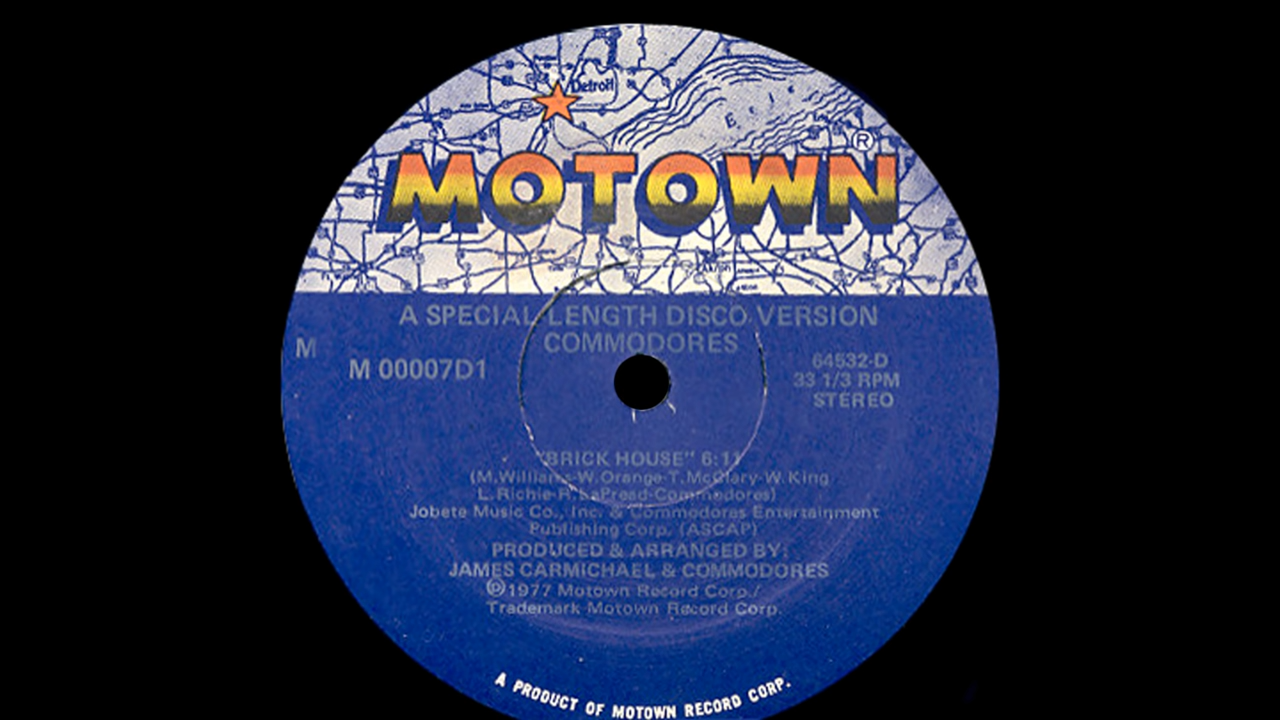 Detroit
Erie
MOTOWN®
Akron
A SPECIAL LENGTH DISCO VERSION
COMMODORES
M
M 00007D1
64532-D
33 1/3 RPM
STEREO
"BRICK HOUSE" 6:11
(M.Williams-W.Orange-T.McClary-W.King
L.Richie-R.LaPread-Commodores)
Jobete Music Co., Inc. & Commodores Entertainment
Publishing Corp. (ASCAP)
PRODUCED & ARRANGED BY:
JAMES CARMICHAEL & COMMODORES
℗1977 Motown Record Corp./
Trademark Motown Record Corp.
A PRODUCT OF MOTOWN RECORD CORP.